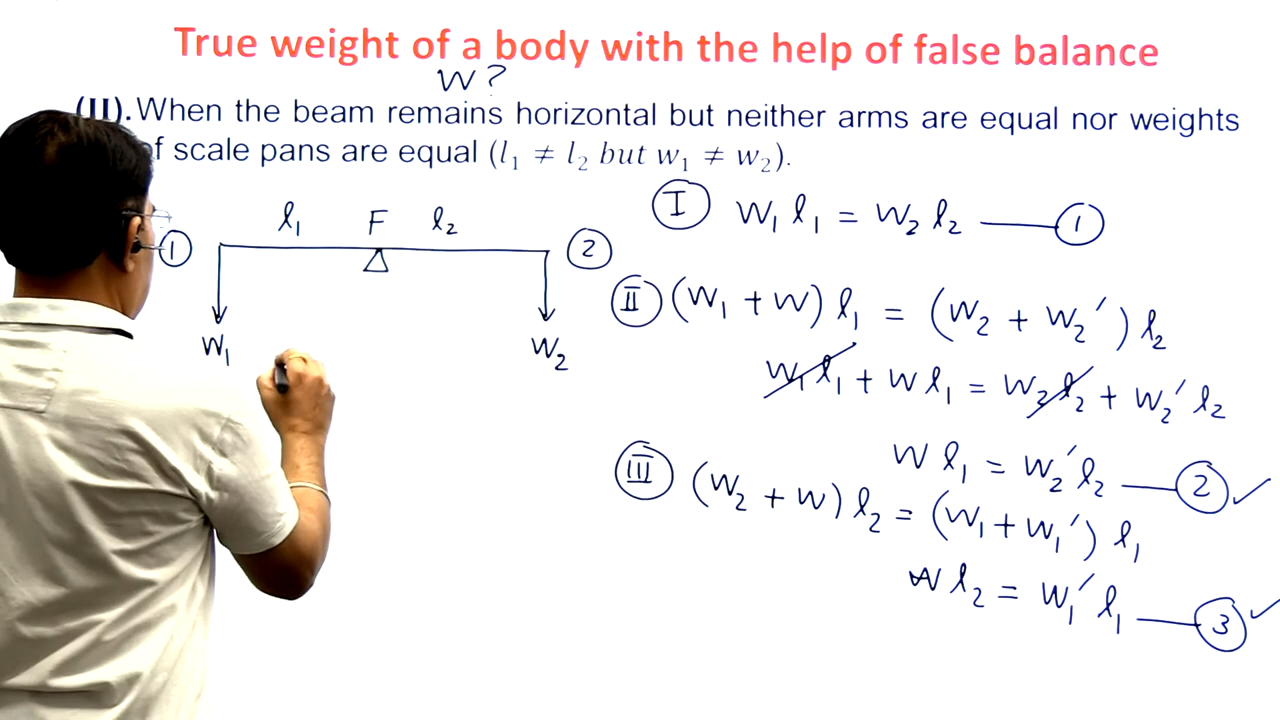 True weight of a body with the help of false balance
W ?
(II). When the beam remains horizontal but neither arms are equal nor weights
f scale pans are equal (l₁ ≠ l₂ but w₁ ≠ w₂).
l₁ F l₂
① ②
W₁ W₂
Ⓘ W₁ l₁ = W₂ l₂ —— ①
Ⅱ (W₁ + W) l₁ = (W₂ + W₂′) l₂
W₁ l₁ + W l₁ = W₂ l₂ + W₂′ l₂
W l₁ = W₂′ l₂ —— ② ✓
Ⅲ (W₂ + W) l₂ = (W₁ + W₁′) l₁
W l₂ = W₁′ l₁ —— ③ ✓